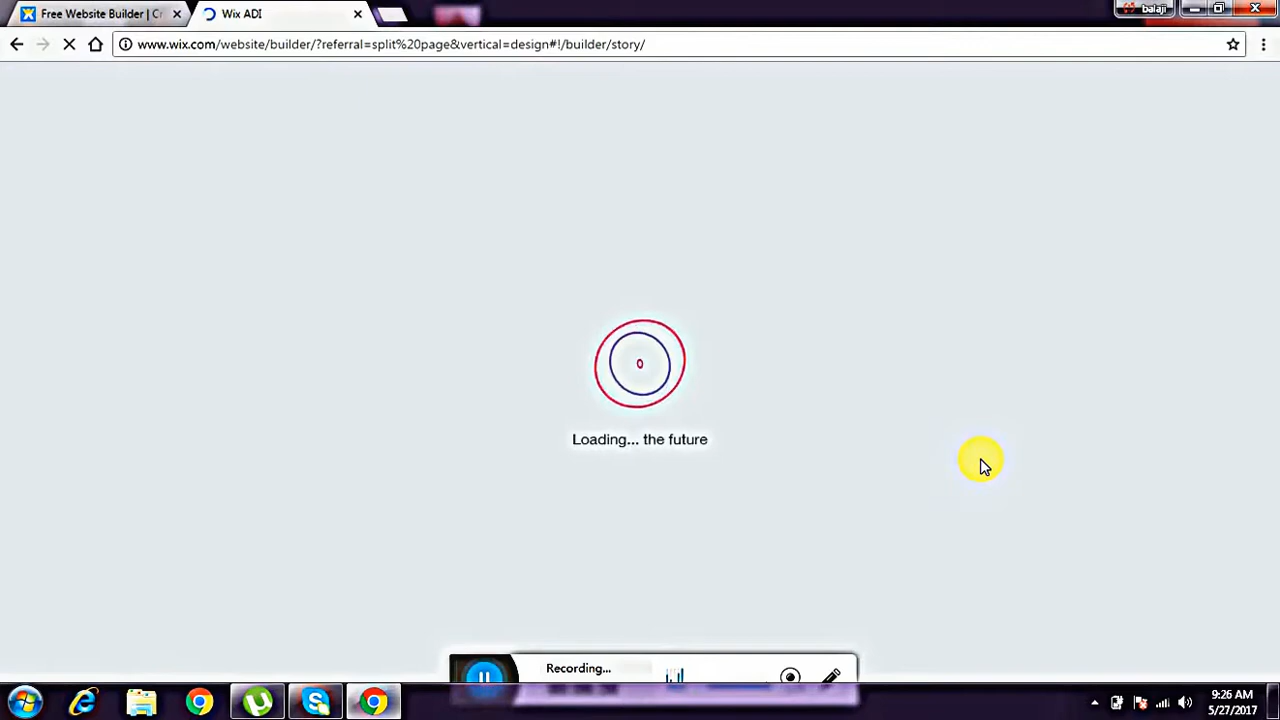 Free Website Builder | Cr
Wix ADI
balaji
www.wix.com/website/builder/?referral=split%20page&vertical=design#!/builder/story/
0
Loading... the future
Recording...
9:26 AM
5/27/2017